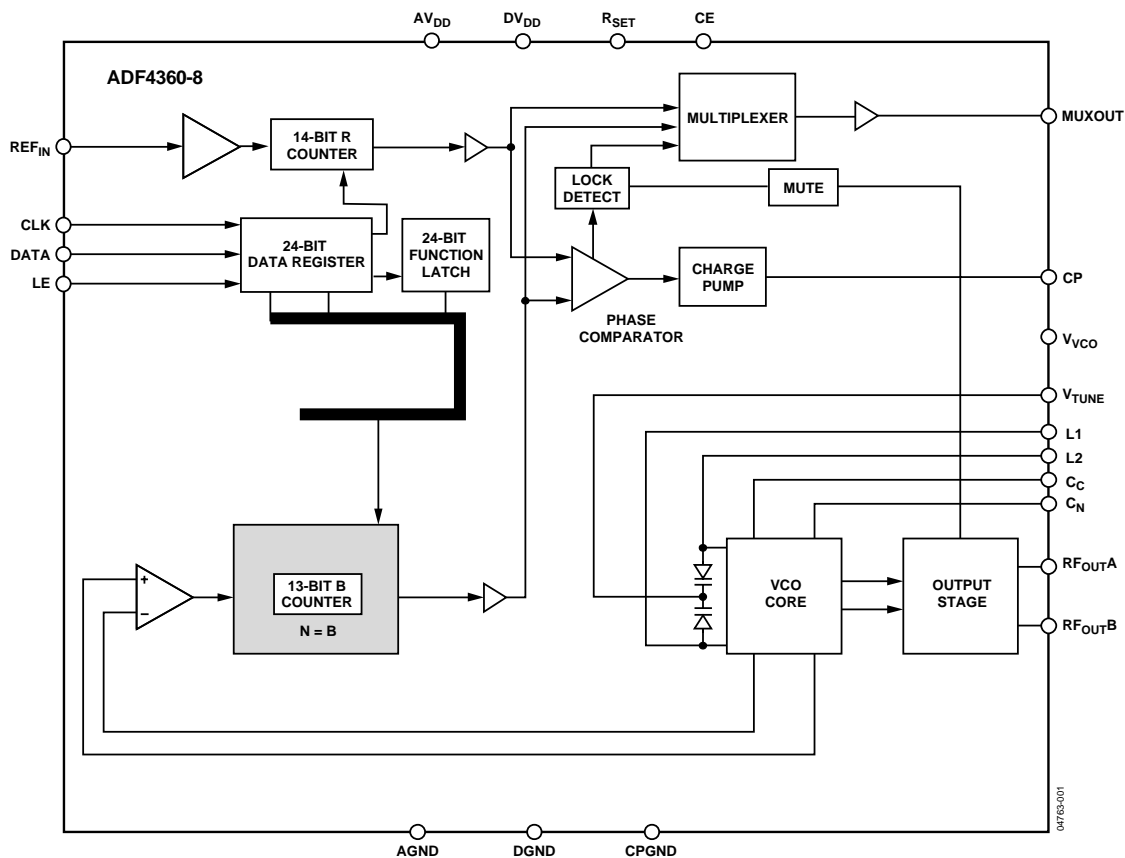 AVDD DVDD RSET CE
ADF4360-8
MULTIPLEXER
MUXOUT
14-BIT R
COUNTER
REFIN
LOCK
DETECT
MUTE
CLK
DATA
LE
24-BIT
DATA REGISTER
24-BIT
FUNCTION
LATCH
CHARGE
PUMP
CP
PHASE
COMPARATOR
VVCO
VTUNE
L1
L2
CC
CN
+
−
13-BIT B
COUNTER
N = B
VCO
CORE
OUTPUT
STAGE
RFOUTA
RFOUTB
04763-001
AGND DGND CPGND